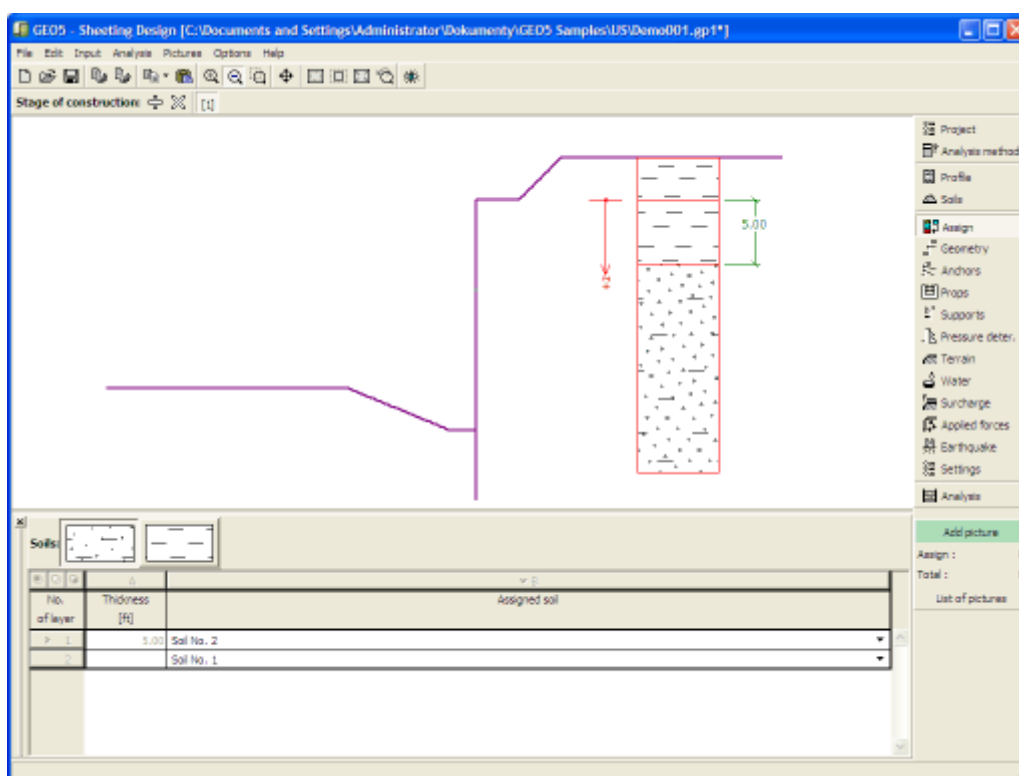 GEO5 - Sheeting Design [C:\Documents and Settings\Administrator\Dokumenty\GEO5 Samples\US\Demo001.gp1*]
File Edit Input Analysis Pictures Options Help
Stage of construction: [1]
Project
Analysis method
Profile
Soils
Assign
Geometry
Anchors
Props
Supports
Pressure deter.
Terrain
Water
Surcharge
Applied forces
Earthquake
Settings
Analysis
5.00
+z
Soils:
Add picture
Assign :
Total :
List of pictures
A B
No. of layer Thickness [ft] Assigned soil
> 1 5.00 Soil No. 2
2 Soil No. 1